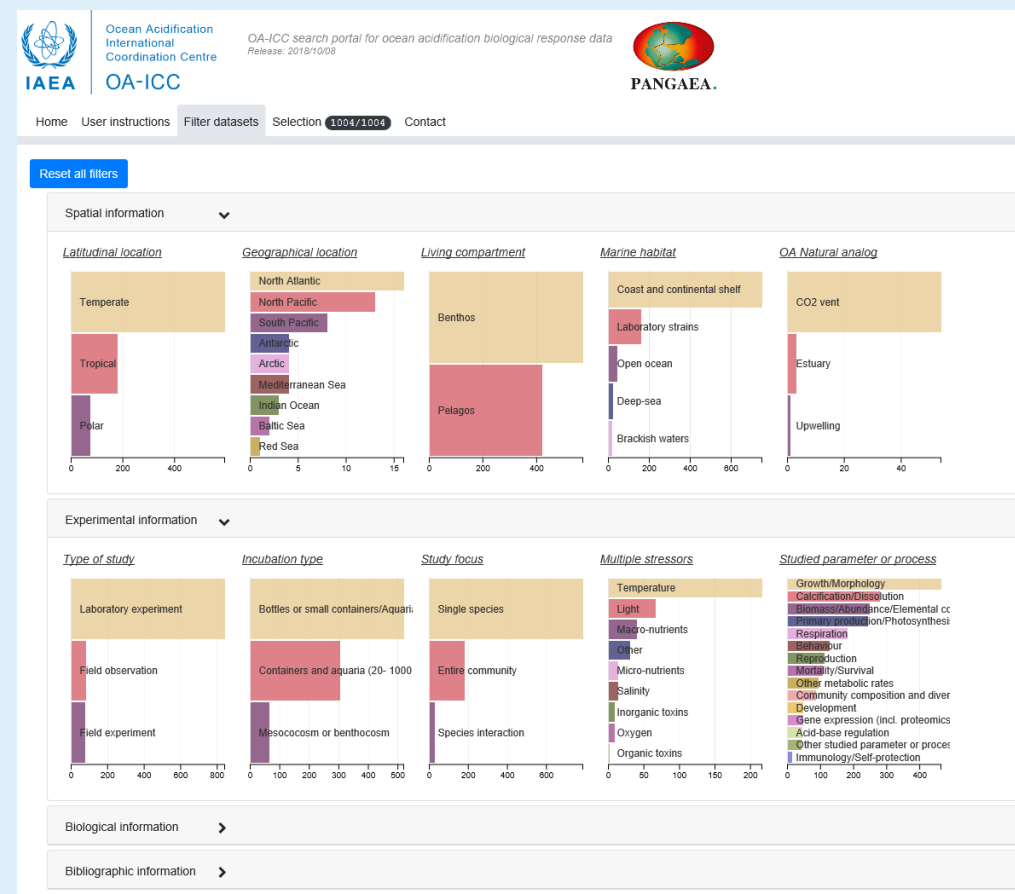 IAEA
Ocean Acidification
International
Coordination Centre
OA-ICC
OA-ICC search portal for ocean acidification biological response data
Release: 2018/10/08
PANGAEA.
Home User instructions Filter datasets Selection 1004/1004 Contact
Reset all filters
Spatial information
Latitudinal location
Temperate
Tropical
Polar
0 200 400
Geographical location
North Atlantic
North Pacific
South Pacific
Antarctic
Arctic
Mediterranean Sea
Indian Ocean
Baltic Sea
Red Sea
0 5 10 15
Living compartment
Benthos
Pelagos
0 200 400
Marine habitat
Coast and continental shelf
Laboratory strains
Open ocean
Deep-sea
Brackish waters
0 200 400 600
OA Natural analog
CO2 vent
Estuary
Upwelling
0 20 40
Experimental information
Type of study
Laboratory experiment
Field observation
Field experiment
0 200 400 600 800
Incubation type
Bottles or small containers/Aquari
Containers and aquaria (20- 1000
Mesococosm or benthocosm
0 100 200 300 400 500
Study focus
Single species
Entire community
Species interaction
0 200 400 600
Multiple stressors
Temperature
Light
Macro-nutrients
Other
Micro-nutrients
Salinity
Inorganic toxins
Oxygen
Organic toxins
0 50 100 150 200
Studied parameter or process
Growth/Morphology
Calcification/Dissolution
Biomass/Abundance/Elemental co
Primary production/Photosynthesi
Respiration
Behaviour
Reproduction
Mortality/Survival
Other metabolic rates
Community composition and diver
Development
Gene expression (incl. proteomics
Acid-base regulation
Other studied parameter or proces
Immunology/Self-protection
0 100 200 300 400
Biological information
Bibliographic information